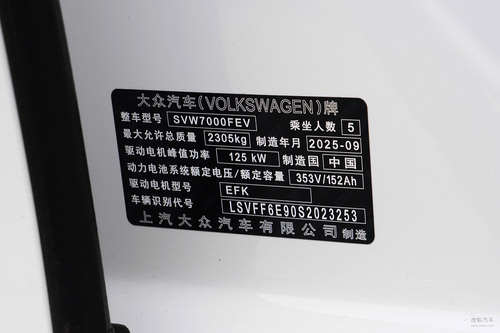 大众汽车(VOLKSWAGEN)牌
整车型号 SVW7000FEV 乘坐人数 5
最大允许总质量 2305kg 制造年月 2025-09
驱动电机峰值功率 125 kW 制造国 中国
动力电池系统额定电压/额定容量 353V/152Ah
驱动电机型号 EFK
车辆识别代号 LSVFF6E90S2023253
上汽大众汽车有限公司 制造